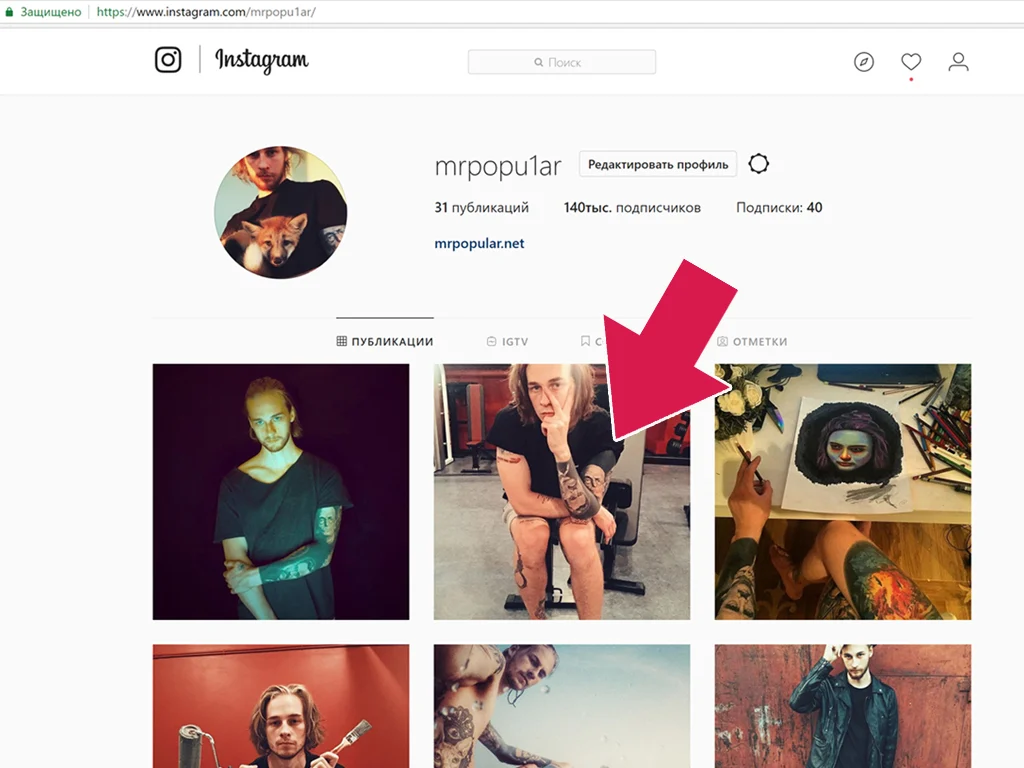 Защищено https://www.instagram.com/mrpopu1ar/
Instagram Поиск
mrpopu1ar Редактировать профиль
31 публикаций 140тыс. подписчиков Подписки: 40
mrpopular.net
ПУБЛИКАЦИИ IGTV ОТМЕТКИ